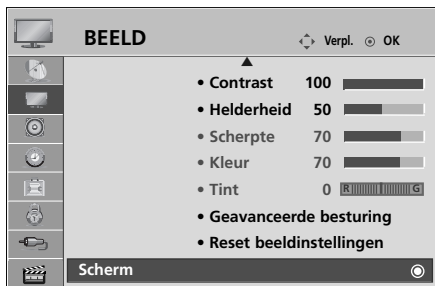 BEELD Verpl. OK
• Contrast 100
• Helderheid 50
• Scherpte 70
• Kleur 70
• Tint 0 R G
• Geavanceerde besturing
• Reset beeldinstellingen
Scherm